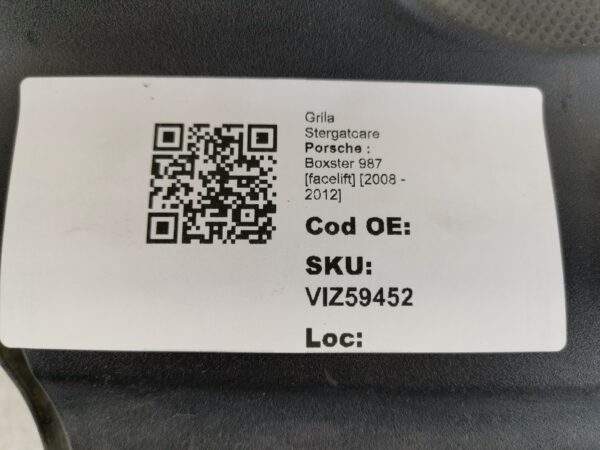 Grila
Stergatoare
Porsche :
Boxster 987
[facelift] [2008 -
2012]
Cod OE:
SKU:
VIZ59452
Loc: